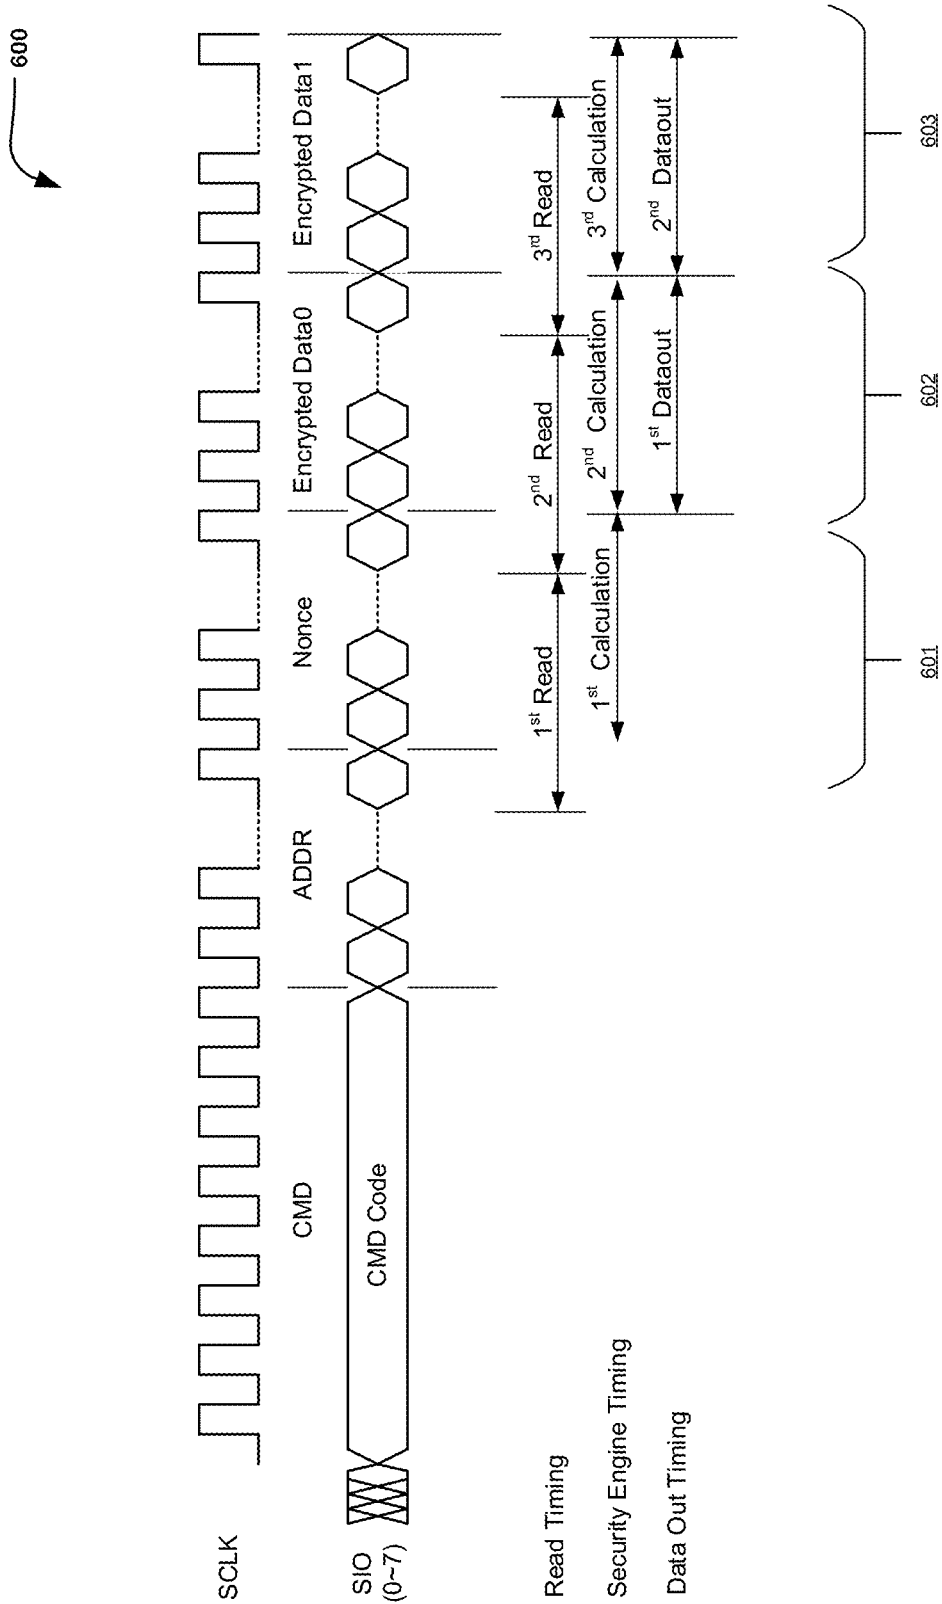 600
SCLK
CMD
ADDR
Nonce
Encrypted Data0
Encrypted Data1
SIO
(0~7)
CMD Code
Read Timing
1st Read
2nd Read
3rd Read
Security Engine Timing
1st Calculation
2nd Calculation
3rd Calculation
Data Out Timing
1st Dataout
2nd Dataout
601
602
603